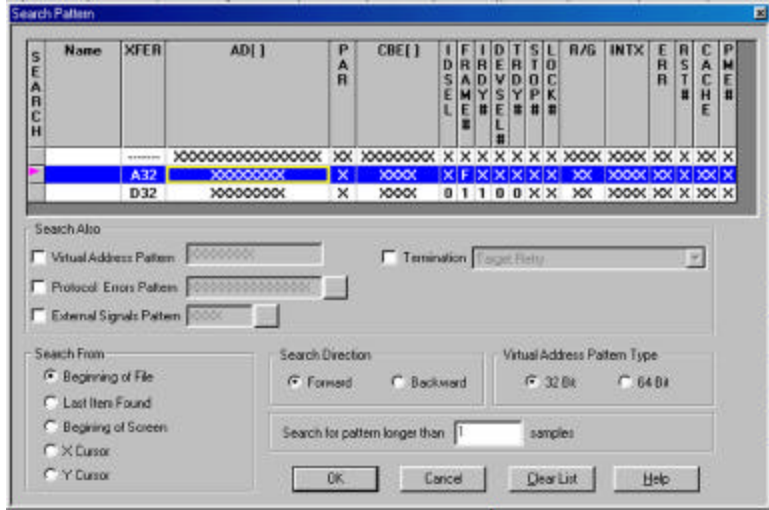 Search Pattern
SEARCH Name XFER AD[ ] PAR CBE[ ] IDSEL FRAME# IRDY# DEVSEL# TRDY# STOP# LOCK# R/G INTX ERR RST# CACHE PME#
------- XXXXXXXXXXXXXXXX XX XXXXXXXX X X X X X X X XXXX XXXX XX X XX X
A32 XXXXXXXX X XXXX X F X X X X X XX XXXX XX X XX X
D32 XXXXXXXX X XXXX 0 1 1 0 0 X X XX XXXX XX X XX X
Search Also
Virtual Address Pattern XXXXXXXX Termination Target Retry
Protocol Errors Pattern
External Signals Pattern XXXX
Search From Search Direction Virtual Address Pattern Type
Beginning of File Forward Backward 32 Bit 64 Bit
Last Item Found
Begining of Screen Search for pattern longer than 1 samples
X Cursor
Y Cursor OK Cancel Clear List Help